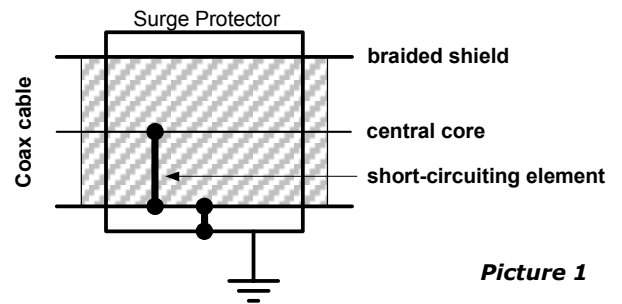 Surge Protector
braided shield
Coax cable
central core
short-circuiting element
Picture 1